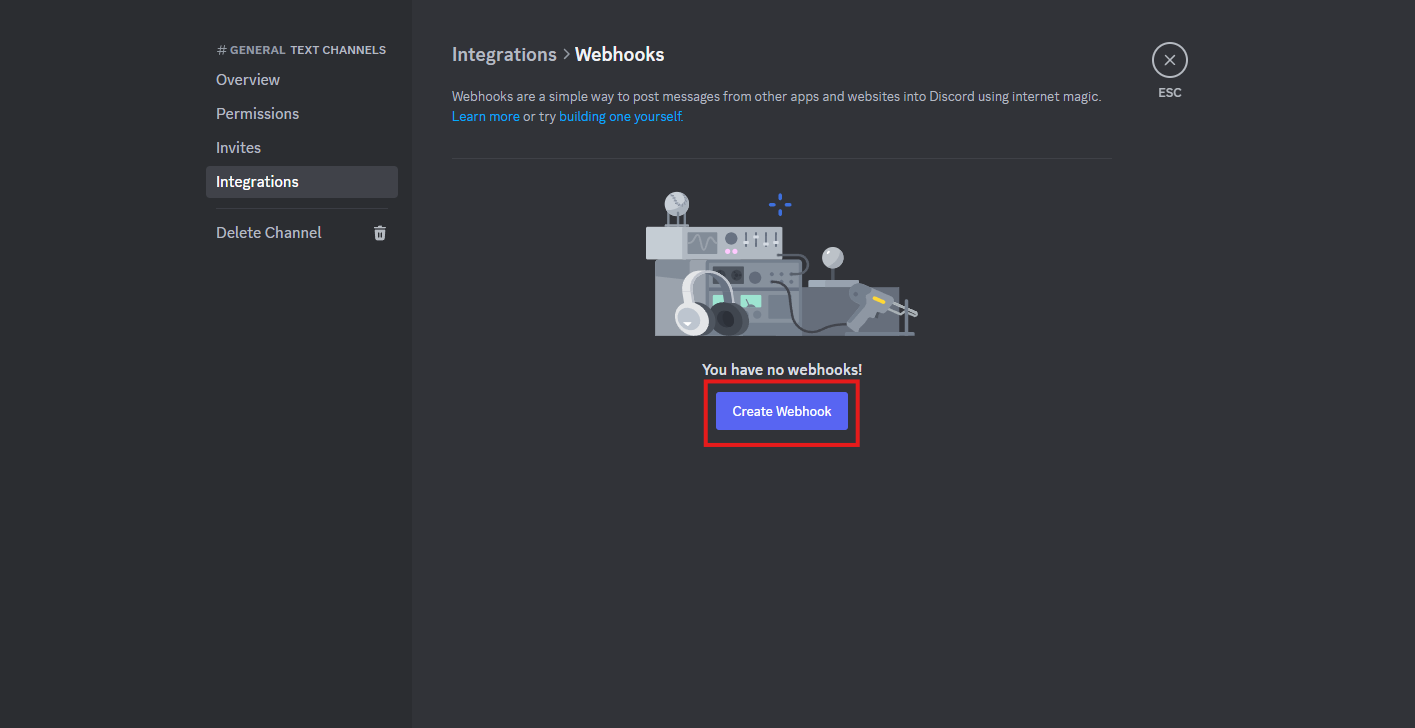 # GENERAL TEXT CHANNELS
Overview
Permissions
Invites
Integrations
Delete Channel
Integrations > Webhooks
Webhooks are a simple way to post messages from other apps and websites into Discord using internet magic.
Learn more or try building one yourself.
You have no webhooks!
Create Webhook
ESC